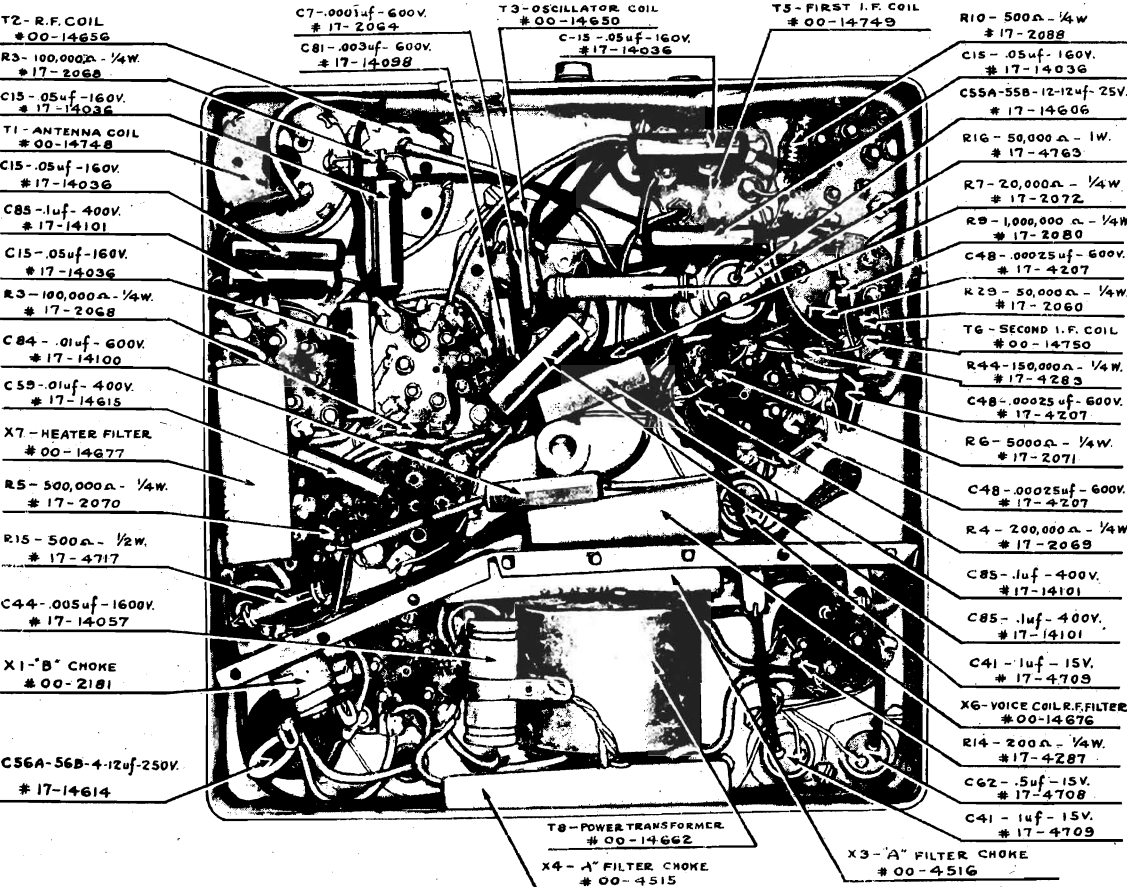 T2-R.F. COIL
#00-14656
R3-100,000Ω-1/4W.
#17-2068
C15-.05uf-160V.
#17-14036
T1-ANTENNA COIL
#00-14748
C15-.05uf-160V.
#17-14036
C85-.1uf-400V.
#17-14101
C15-.05uf-160V.
#17-14036
R3-100,000Ω-1/4W.
#17-2068
C84-.01uf-600V.
#17-14100
C59-.01uf-400V.
#17-14615
X7-HEATER FILTER
#00-14677
R5-500,000Ω-1/4W.
#17-2070
R15-500Ω-1/2W.
#17-4717
C44-.005uf-1600V.
#17-14057
X1-"B" CHOKE
#00-2181
C56A-56B-4-12uf-250V.
#17-14614
C7-.0001uf-600V.
#17-2064
C81-.003uf-600V.
#17-14098
T3-OSCILLATOR COIL
#00-14650
C-15-.05uf-160V.
#17-14036
T5-FIRST I.F. COIL
#00-14749
R10-500Ω-1/4W
#17-2088
C15-.05uf-160V.
#17-14036
C55A-55B-12-12uf-25V.
#17-14606
R16-50,000Ω-1W.
#17-4763
R7-20,000Ω-1/4W.
#17-2072
R9-1,000,000Ω-1/4W
#17-2080
C48-.00025uf-600V.
#17-4207
R29-50,000Ω-1/4W.
#17-2060
T6-SECOND I.F. COIL
#00-14750
R44-150,000Ω-1/4W.
#17-4283
C48-.00025uf-600V.
#17-4207
R6-5000Ω-1/4W.
#17-2071
C48-.00025uf-600V.
#17-4207
R4-200,000Ω-1/4W
#17-2069
C85-.1uf-400V.
#17-14101
C85-.1uf-400V.
#17-14101
C41-1uf-15V.
#17-4709
X6-VOICE COIL R.F. FILTER
#00-14676
R14-200Ω-1/4W.
#17-4287
C62-.5uf-15V.
#17-4708
C41-1uf-15V.
#17-4709
T8-POWER TRANSFORMER
#00-14662
X4-"A" FILTER CHOKE
#00-4515
X3-"A" FILTER CHOKE
#00-4516